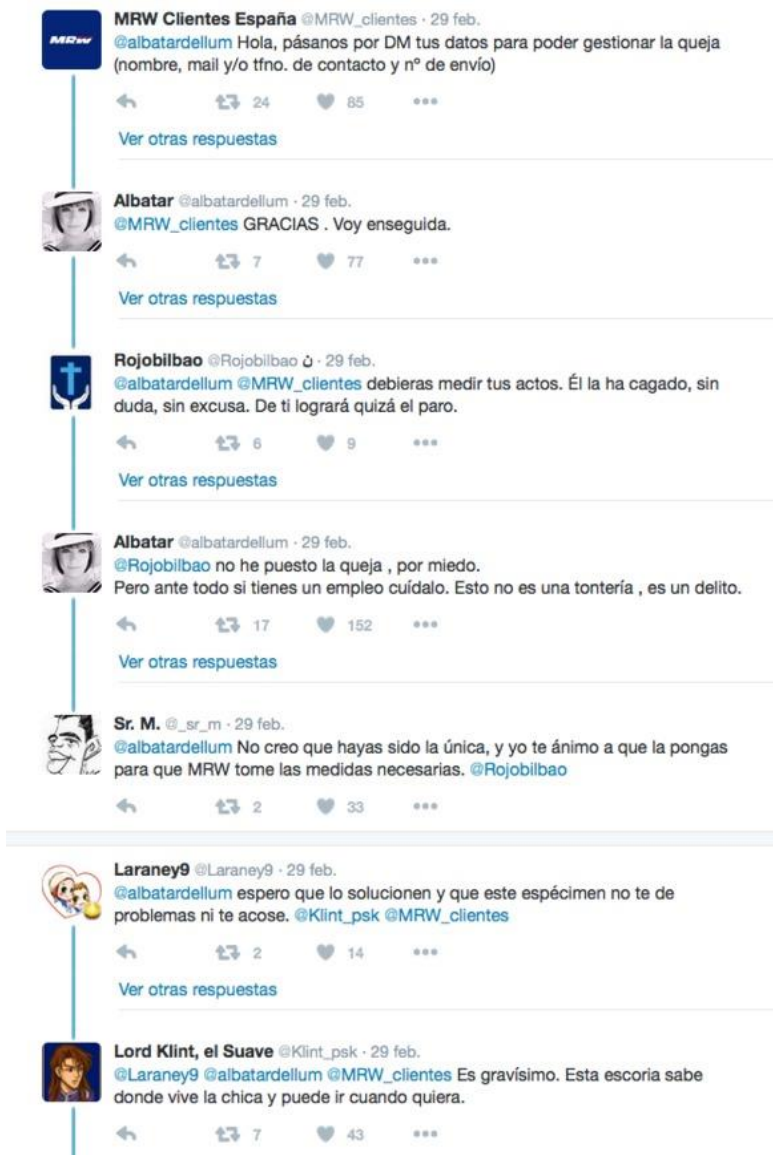 MRW
MRW Clientes España @MRW_clientes · 29 feb.
@albatardellum Hola, pásanos por DM tus datos para poder gestionar la queja
(nombre, mail y/o tfno. de contacto y nº de envío)
24 85
Ver otras respuestas
Albatar @albatardellum · 29 feb.
@MRW_clientes GRACIAS . Voy enseguida.
7 77
Ver otras respuestas
Rojobilbao @Rojobilbao ن · 29 feb.
@albatardellum @MRW_clientes debieras medir tus actos. Él la ha cagado, sin
duda, sin excusa. De ti logrará quizá el paro.
6 9
Ver otras respuestas
Albatar @albatardellum · 29 feb.
@Rojobilbao no he puesto la queja , por miedo.
Pero ante todo si tienes un empleo cuídalo. Esto no es una tontería , es un delito.
17 152
Ver otras respuestas
Sr. M. @_sr_m · 29 feb.
@albatardellum No creo que hayas sido la única, y yo te ánimo a que la pongas
para que MRW tome las medidas necesarias. @Rojobilbao
2 33
Laraney9 @Laraney9 · 29 feb.
@albatardellum espero que lo solucionen y que este espécimen no te de
problemas ni te acose. @Klint_psk @MRW_clientes
2 14
Ver otras respuestas
Lord Klint, el Suave @Klint_psk · 29 feb.
@Laraney9 @albatardellum @MRW_clientes Es gravísimo. Esta escoria sabe
donde vive la chica y puede ir cuando quiera.
7 43